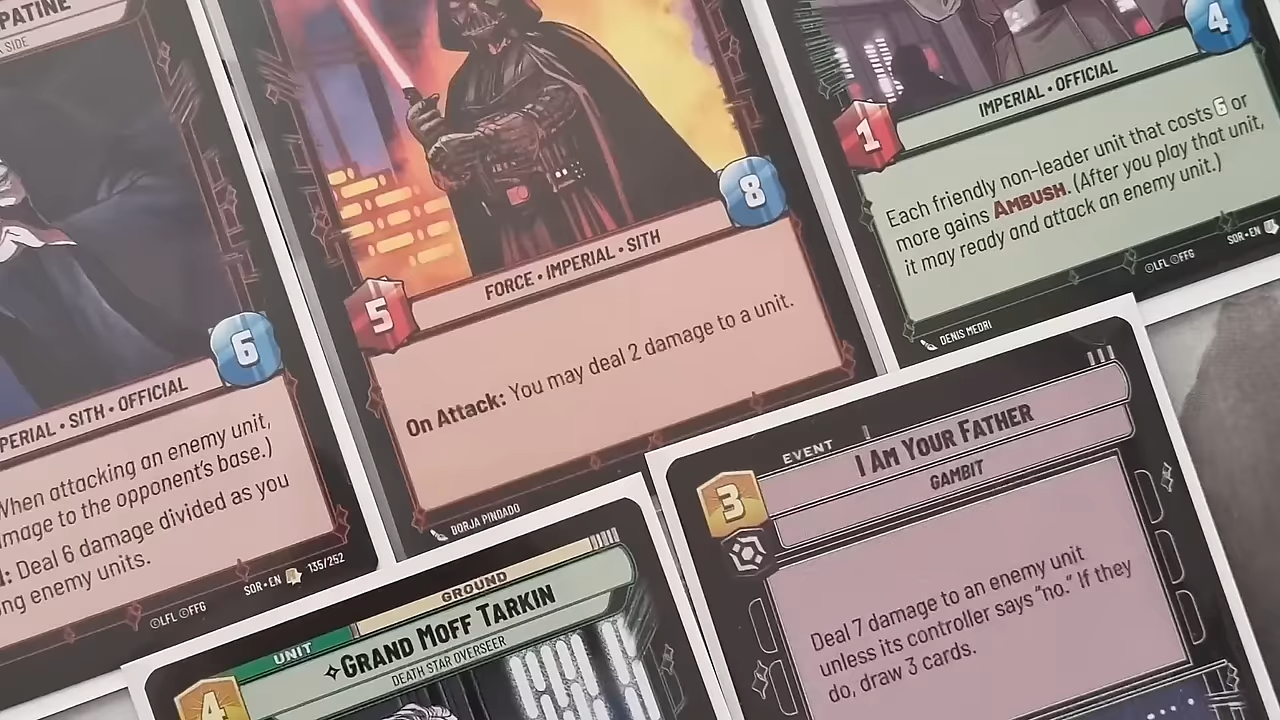 PATINE
SIDE
6
PERIAL • SITH • OFFICIAL
When attacking an enemy unit,
mage to the opponent's base.)
Deal 6 damage divided as you
ng enemy units.
©LFL ©FFG
SOR • EN
135/252
8
5
FORCE • IMPERIAL • SITH
On Attack: You may deal 2 damage to a unit.
BORJA PINDADO
4
1
IMPERIAL • OFFICIAL
Each friendly non-leader unit that costs 6 or
more gains AMBUSH. (After you play that unit,
it may ready and attack an enemy unit.)
DENIS MEDRI
©LFL ©FFG
SOR • EN
GROUND
UNIT
GRAND MOFF TARKIN
DEATH STAR OVERSEER
4
EVENT
I AM YOUR FATHER
GAMBIT
3
Deal 7 damage to an enemy unit
unless its controller says "no." If they
do, draw 3 cards.